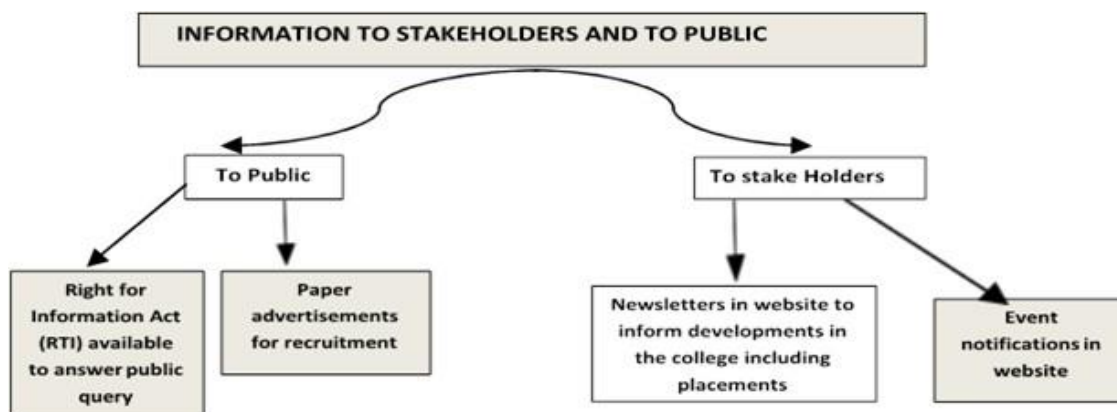 INFORMATION TO STAKEHOLDERS AND TO PUBLIC
To Public
To stake Holders
Right for
Information Act
(RTI) available
to answer public
query
Paper
advertisements
for recruitment
Newsletters in website to
inform developments in
the college including
placements
Event
notifications in
website